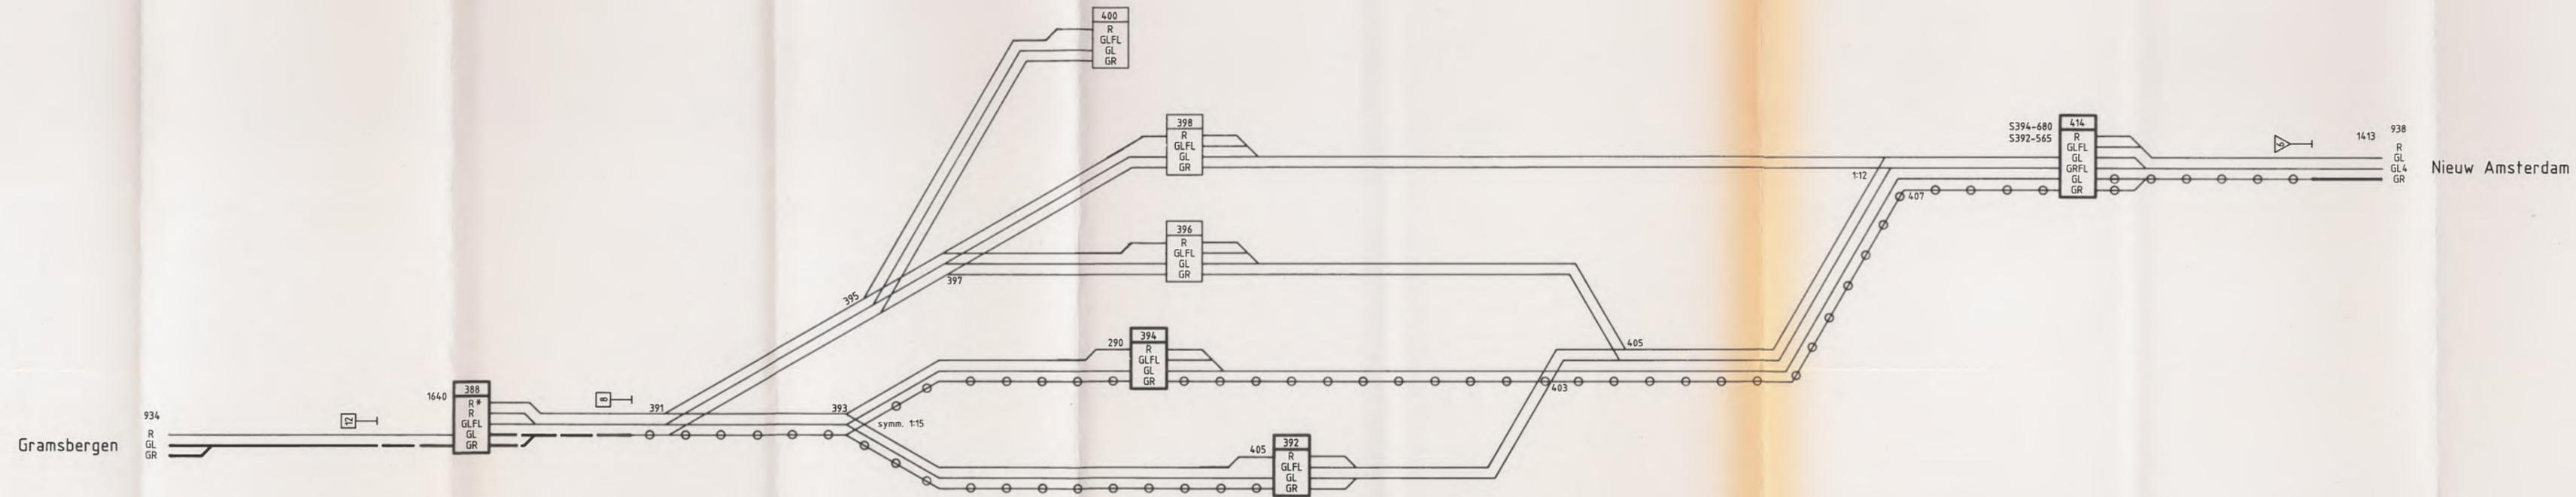 400
R
GLFL
GL
GR
398
R
GLFL
GL
GR
S394-680
S392-565
414
R
GLFL
GL
GRFL
GL
GR
6
1413
938
R
GL
GL4
GR
Nieuw Amsterdam
1:12
407
396
R
GLFL
GL
GR
397
395
290
394
R
GLFL
GL
GR
405
403
Gramsbergen
934
R
GL
GR
12
1640
388
R*
R
GLFL
GL
GR
8
391
393
symm. 1:15
405
392
R
GLFL
GL
GR